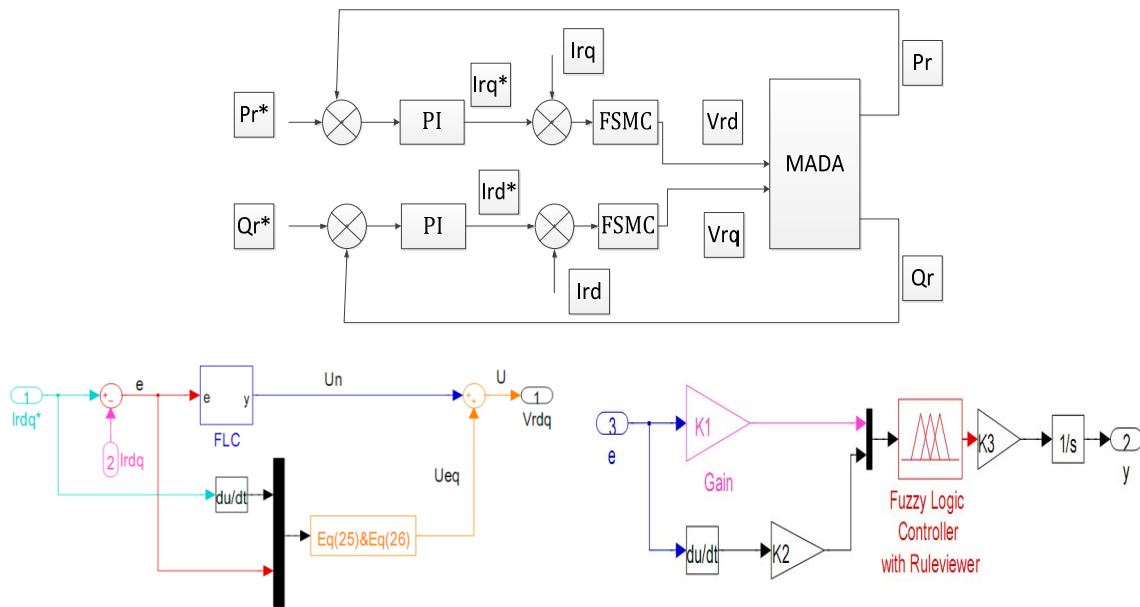 Irq
Pr
Irq*
Pr*
PI
FSMC
Vrd
MADA
Ird*
Qr*
PI
FSMC
Vrq
Ird
Qr
1
Irdq*
+
-
e
e
y
FLC
Un
+
+
U
1
Vrdq
2
Irdq
du/dt
Ueq
Eq(25)&Eq(26)
3
e
K1
Gain
du/dt
K2
Fuzzy Logic
Controller
with Ruleviewer
K3
1/s
2
y